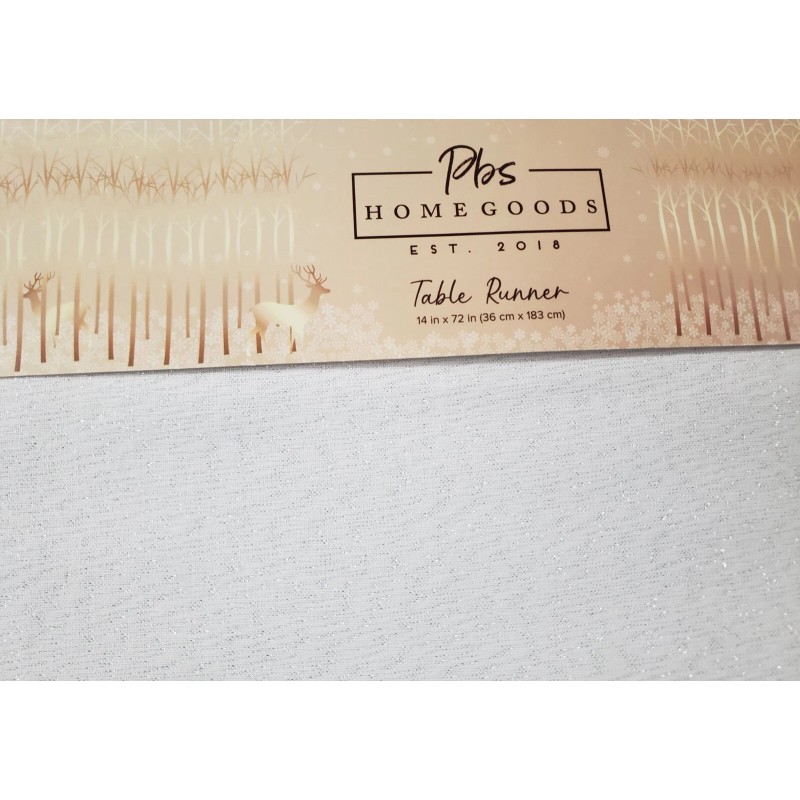 Pbs
HOMEGOODS
EST. 2018
Table Runner
14 in x 72 in (36 cm x 183 cm)